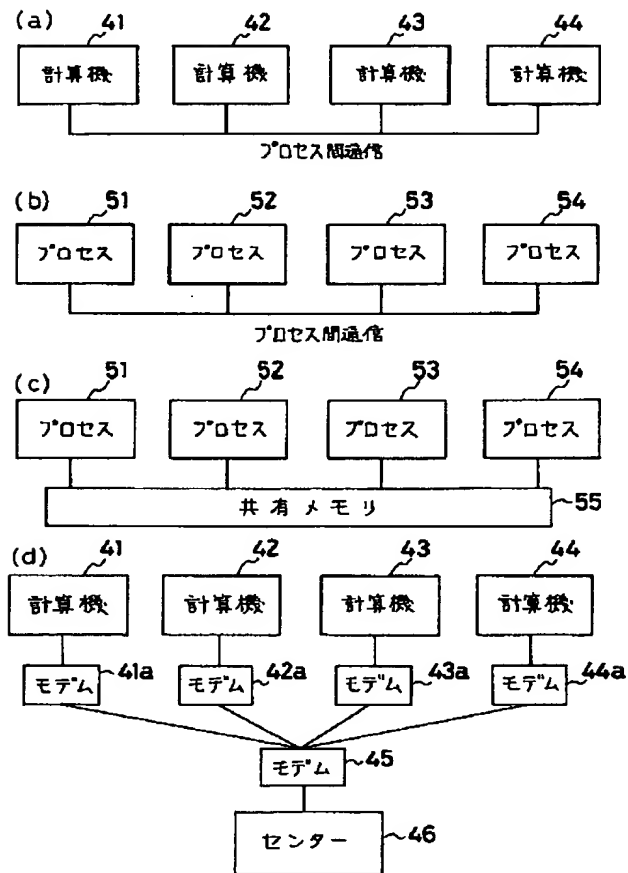 (a) 41 42 43 44
計算機 計算機 計算機 計算機
プロセス間通信
(b) 51 52 53 54
プロセス プロセス プロセス プロセス
プロセス間通信
(c) 51 52 53 54
プロセス プロセス プロセス プロセス
共有メモリ 55
(d) 41 42 43 44
計算機 計算機 計算機 計算機
モデム 41a モデム 42a モデム 43a モデム 44a
モデム 45
センター 46